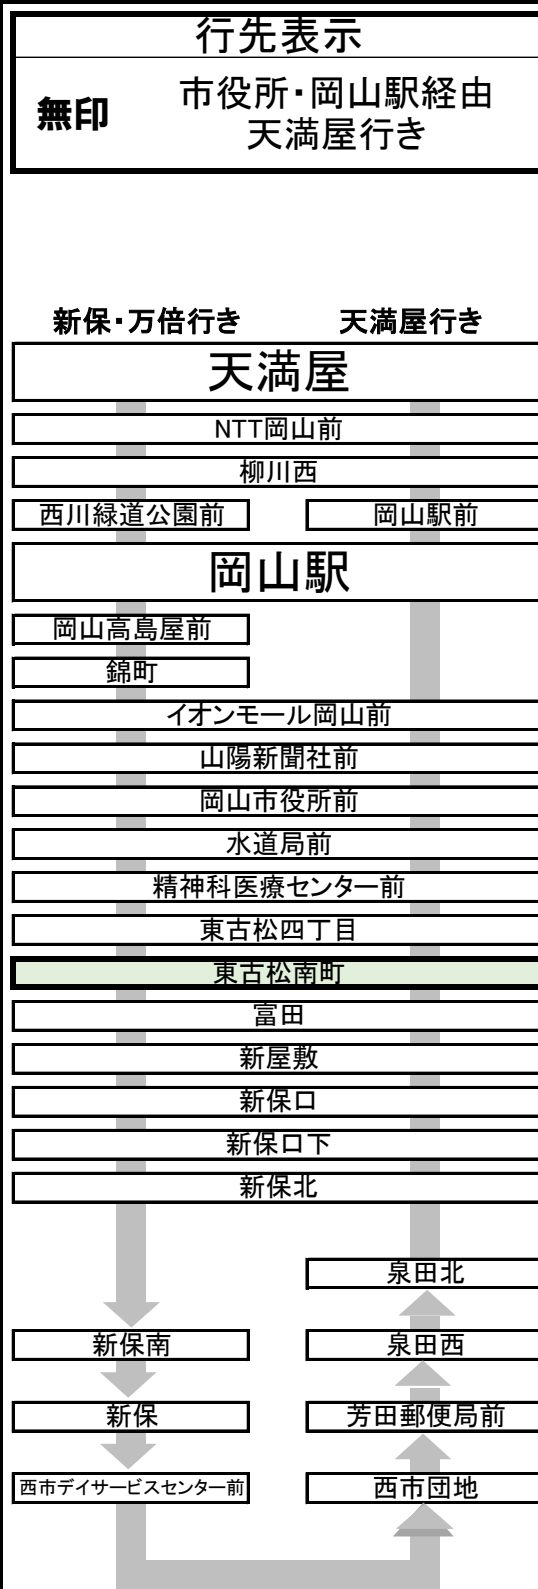 行先表示
無印
市役所・岡山駅経由
天満屋行き
新保・万倍行き
天満屋行き
天満屋
NTT岡山前
柳川西
西川緑道公園前
岡山駅前
岡山駅
岡山高島屋前
錦町
イオンモール岡山前
山陽新聞社前
岡山市役所前
水道局前
精神科医療センター前
東古松四丁目
東古松南町
富田
新屋敷
新保口
新保口下
新保北
泉田北
新保南
泉田西
新保
芳田郵便局前
西市デイサービスセンター前
西市団地